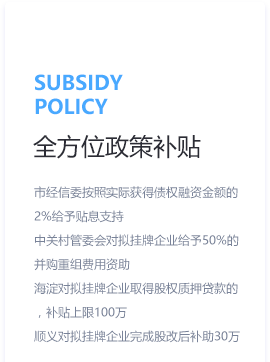 SUBSIDY
POLICY
全方位政策补贴
市经信委按照实际获得债权融资金额的
2%给予贴息支持
中关村管委会对拟挂牌企业给予50%的
并购重组费用资助
海淀对拟挂牌企业取得股权质押贷款的
，补贴上限100万
顺义对拟挂牌企业完成股改后补助30万